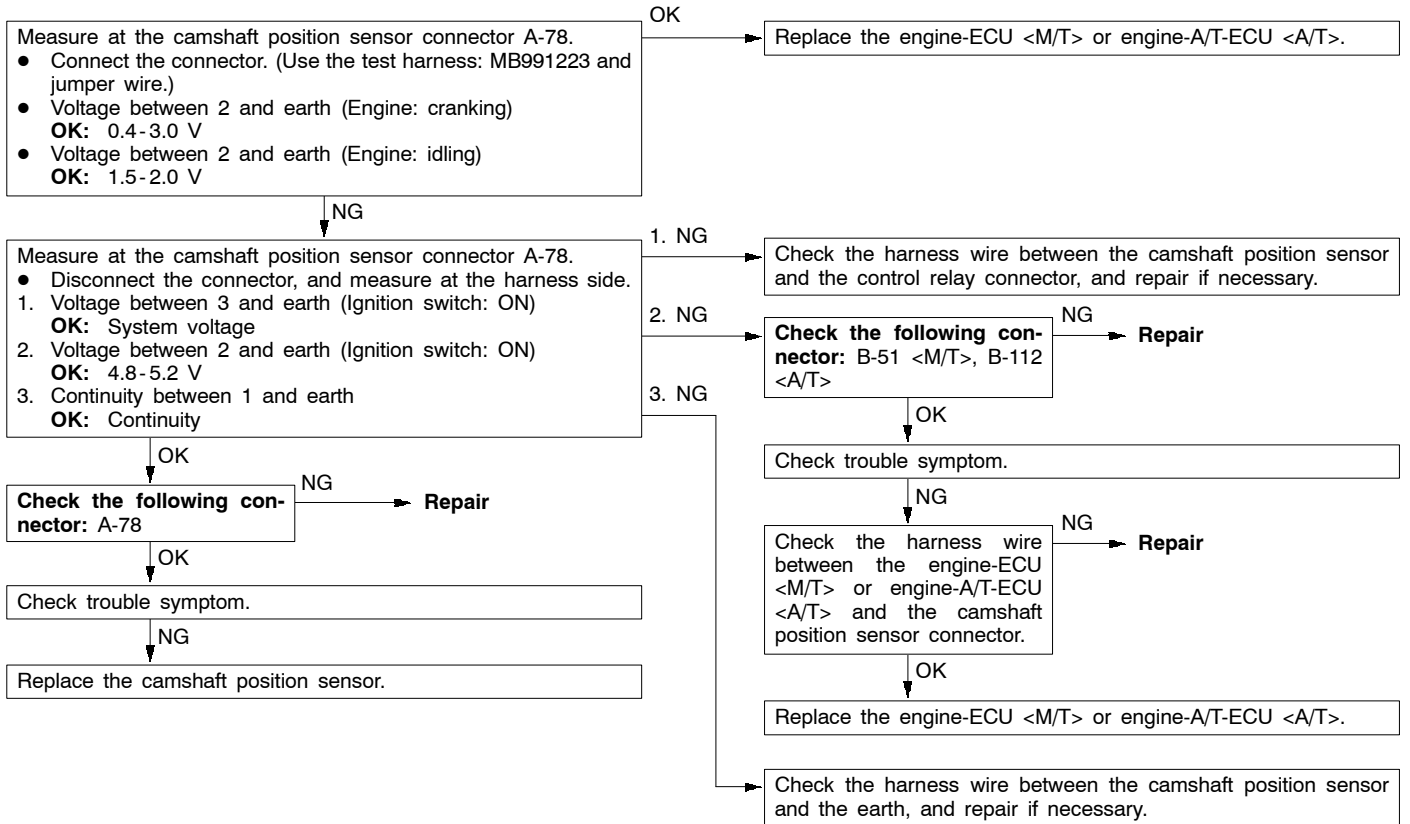 Measure at the camshaft position sensor connector A-78.
● Connect the connector. (Use the test harness: MB991223 and
jumper wire.)
● Voltage between 2 and earth (Engine: cranking)
OK: 0.4-3.0 V
● Voltage between 2 and earth (Engine: idling)
OK: 1.5-2.0 V
OK
Replace the engine-ECU <M/T> or engine-A/T-ECU <A/T>.
NG
Measure at the camshaft position sensor connector A-78.
● Disconnect the connector, and measure at the harness side.
1. Voltage between 3 and earth (Ignition switch: ON)
OK: System voltage
2. Voltage between 2 and earth (Ignition switch: ON)
OK: 4.8-5.2 V
3. Continuity between 1 and earth
OK: Continuity
1. NG
Check the harness wire between the camshaft position sensor
and the control relay connector, and repair if necessary.
2. NG
Check the following con-
nector: B-51 <M/T>, B-112
<A/T>
NG
Repair
OK
Check trouble symptom.
NG
Check the harness wire
between the engine-ECU
<M/T> or engine-A/T-ECU
<A/T> and the camshaft
position sensor connector.
NG
Repair
OK
Replace the engine-ECU <M/T> or engine-A/T-ECU <A/T>.
3. NG
Check the harness wire between the camshaft position sensor
and the earth, and repair if necessary.
OK
Check the following con-
nector: A-78
NG
Repair
OK
Check trouble symptom.
NG
Replace the camshaft position sensor.